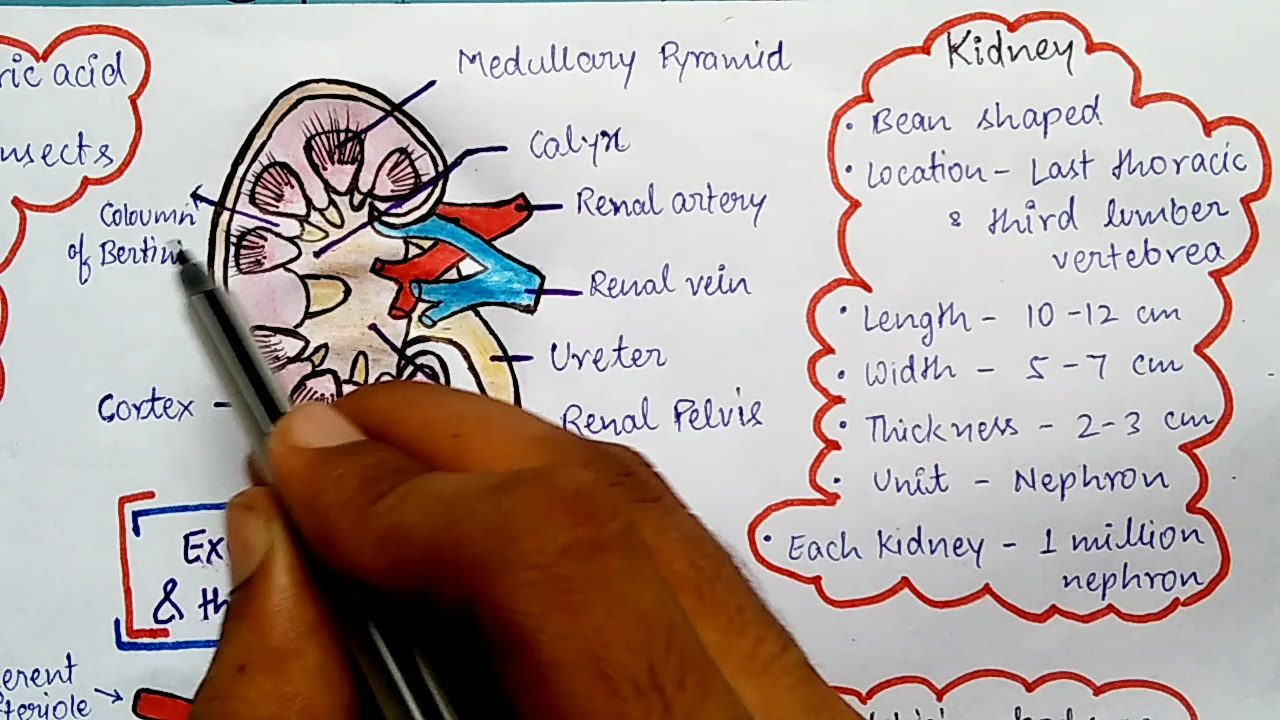 ric acid
nsects
Medullary Pyramid
Calyx
Renal artery
Renal vein
Ureter
Renal Pelvis
Coloumn
of Bertin
Cortex -
Ex
& th
erent
teriole
Kidney
• Bean shaped
• Location - Last thoracic
& third lumber
vertebrea
• Length - 10-12 cm
• Width - 5-7 cm
• Thickness - 2-3 cm
• Unit - Nephron
• Each Kidney - 1 million
nephron